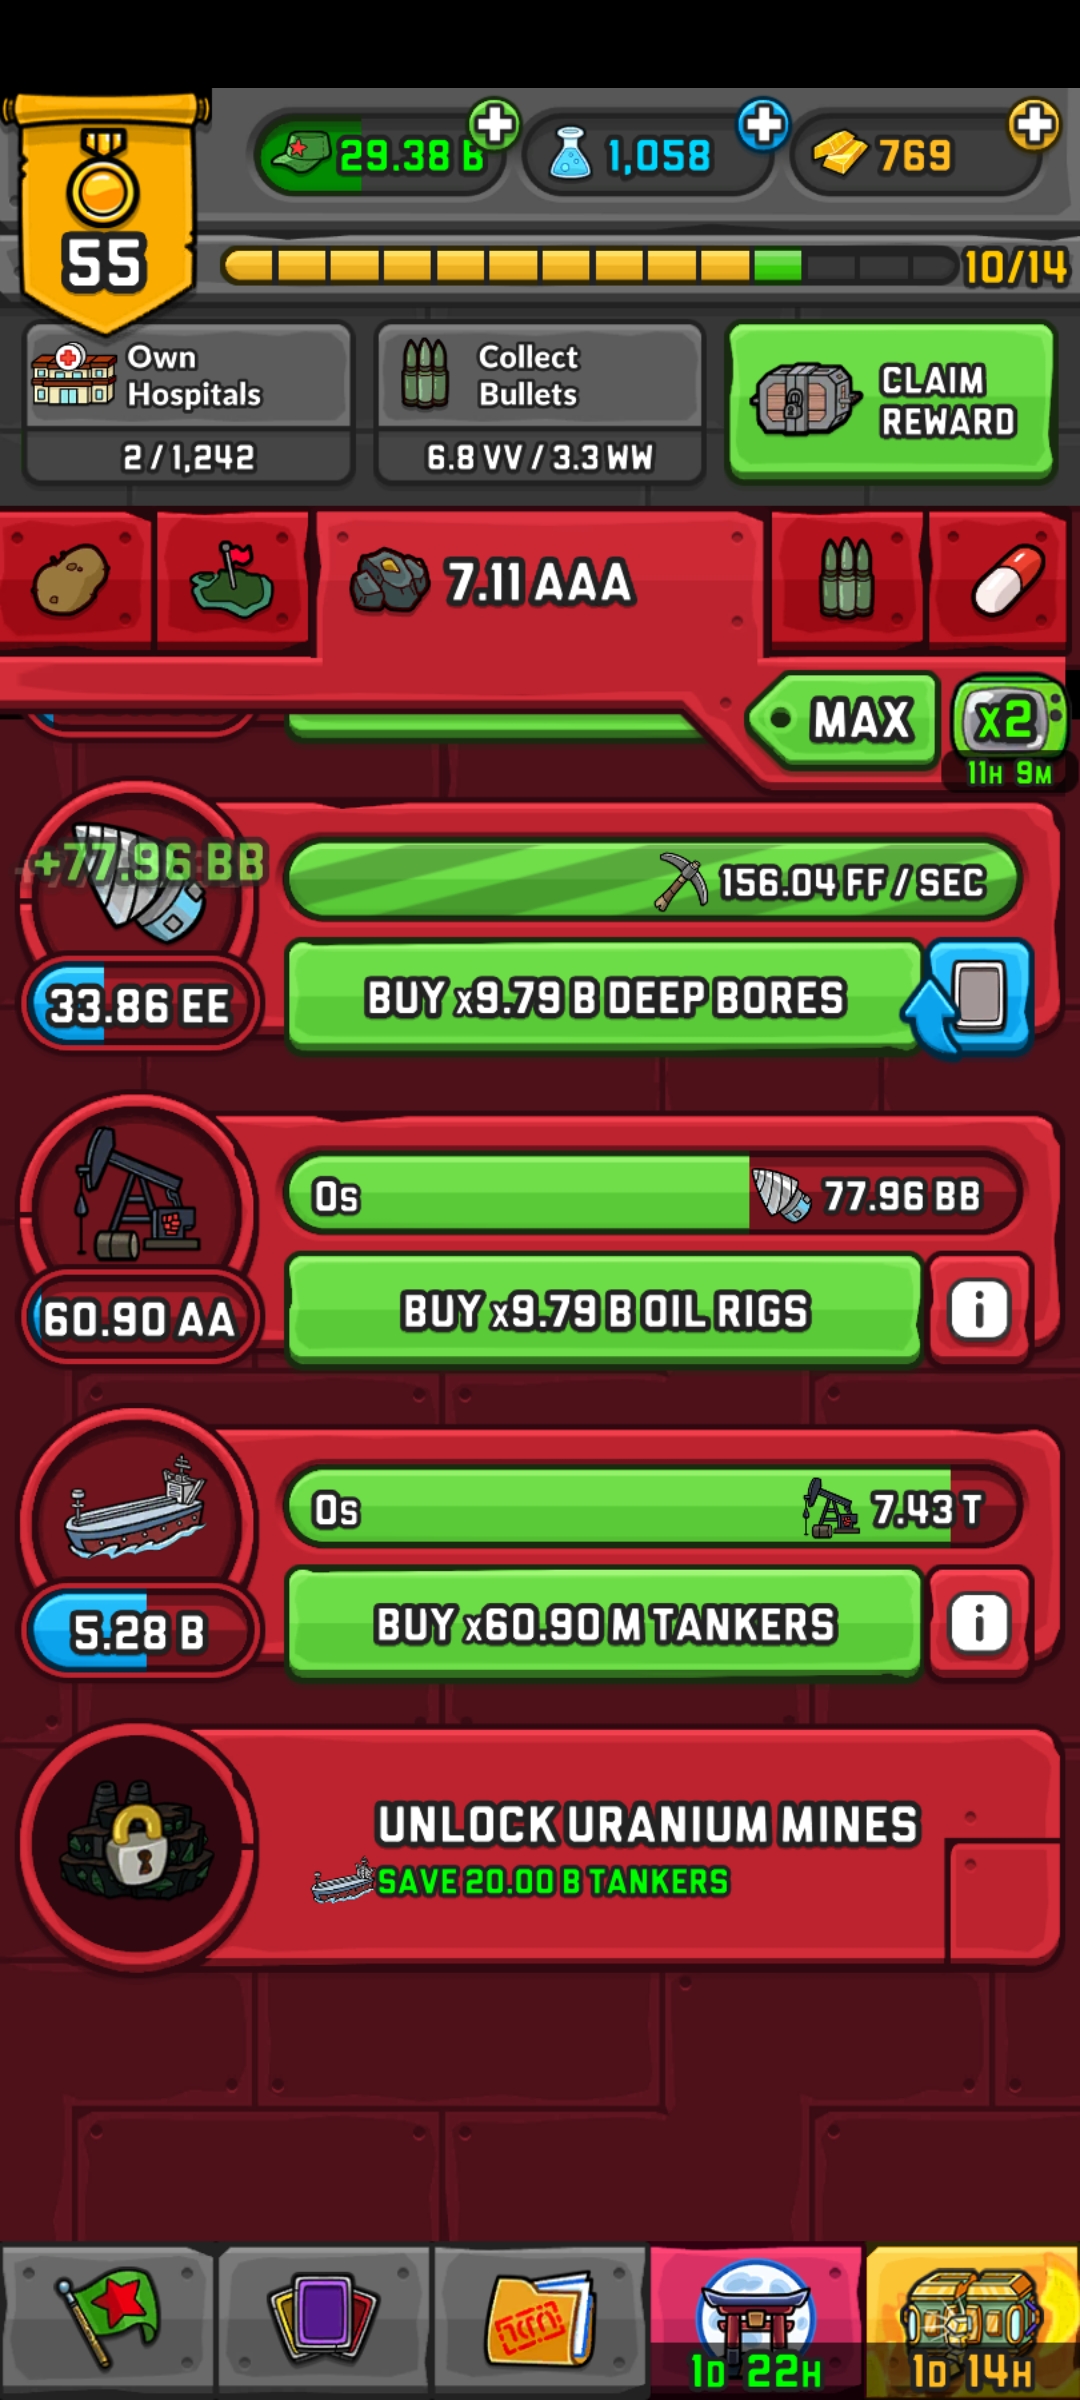 55
29.38 B
1,058
769
10/14
Own
Hospitals
2 / 1,242
Collect
Bullets
6.8 VV / 3.3 WW
CLAIM
REWARD
7.11 AAA
MAX
x2
11H 9M
+77.96 BB
156.04 FF / SEC
33.86 EE
BUY x9.79 B DEEP BORES
0s
77.96 BB
60.90 AA
BUY x9.79 B OIL RIGS
i
0s
7.43 T
5.28 B
BUY x60.90 M TANKERS
i
UNLOCK URANIUM MINES
SAVE 20.00 B TANKERS
1D 22H
1D 14H